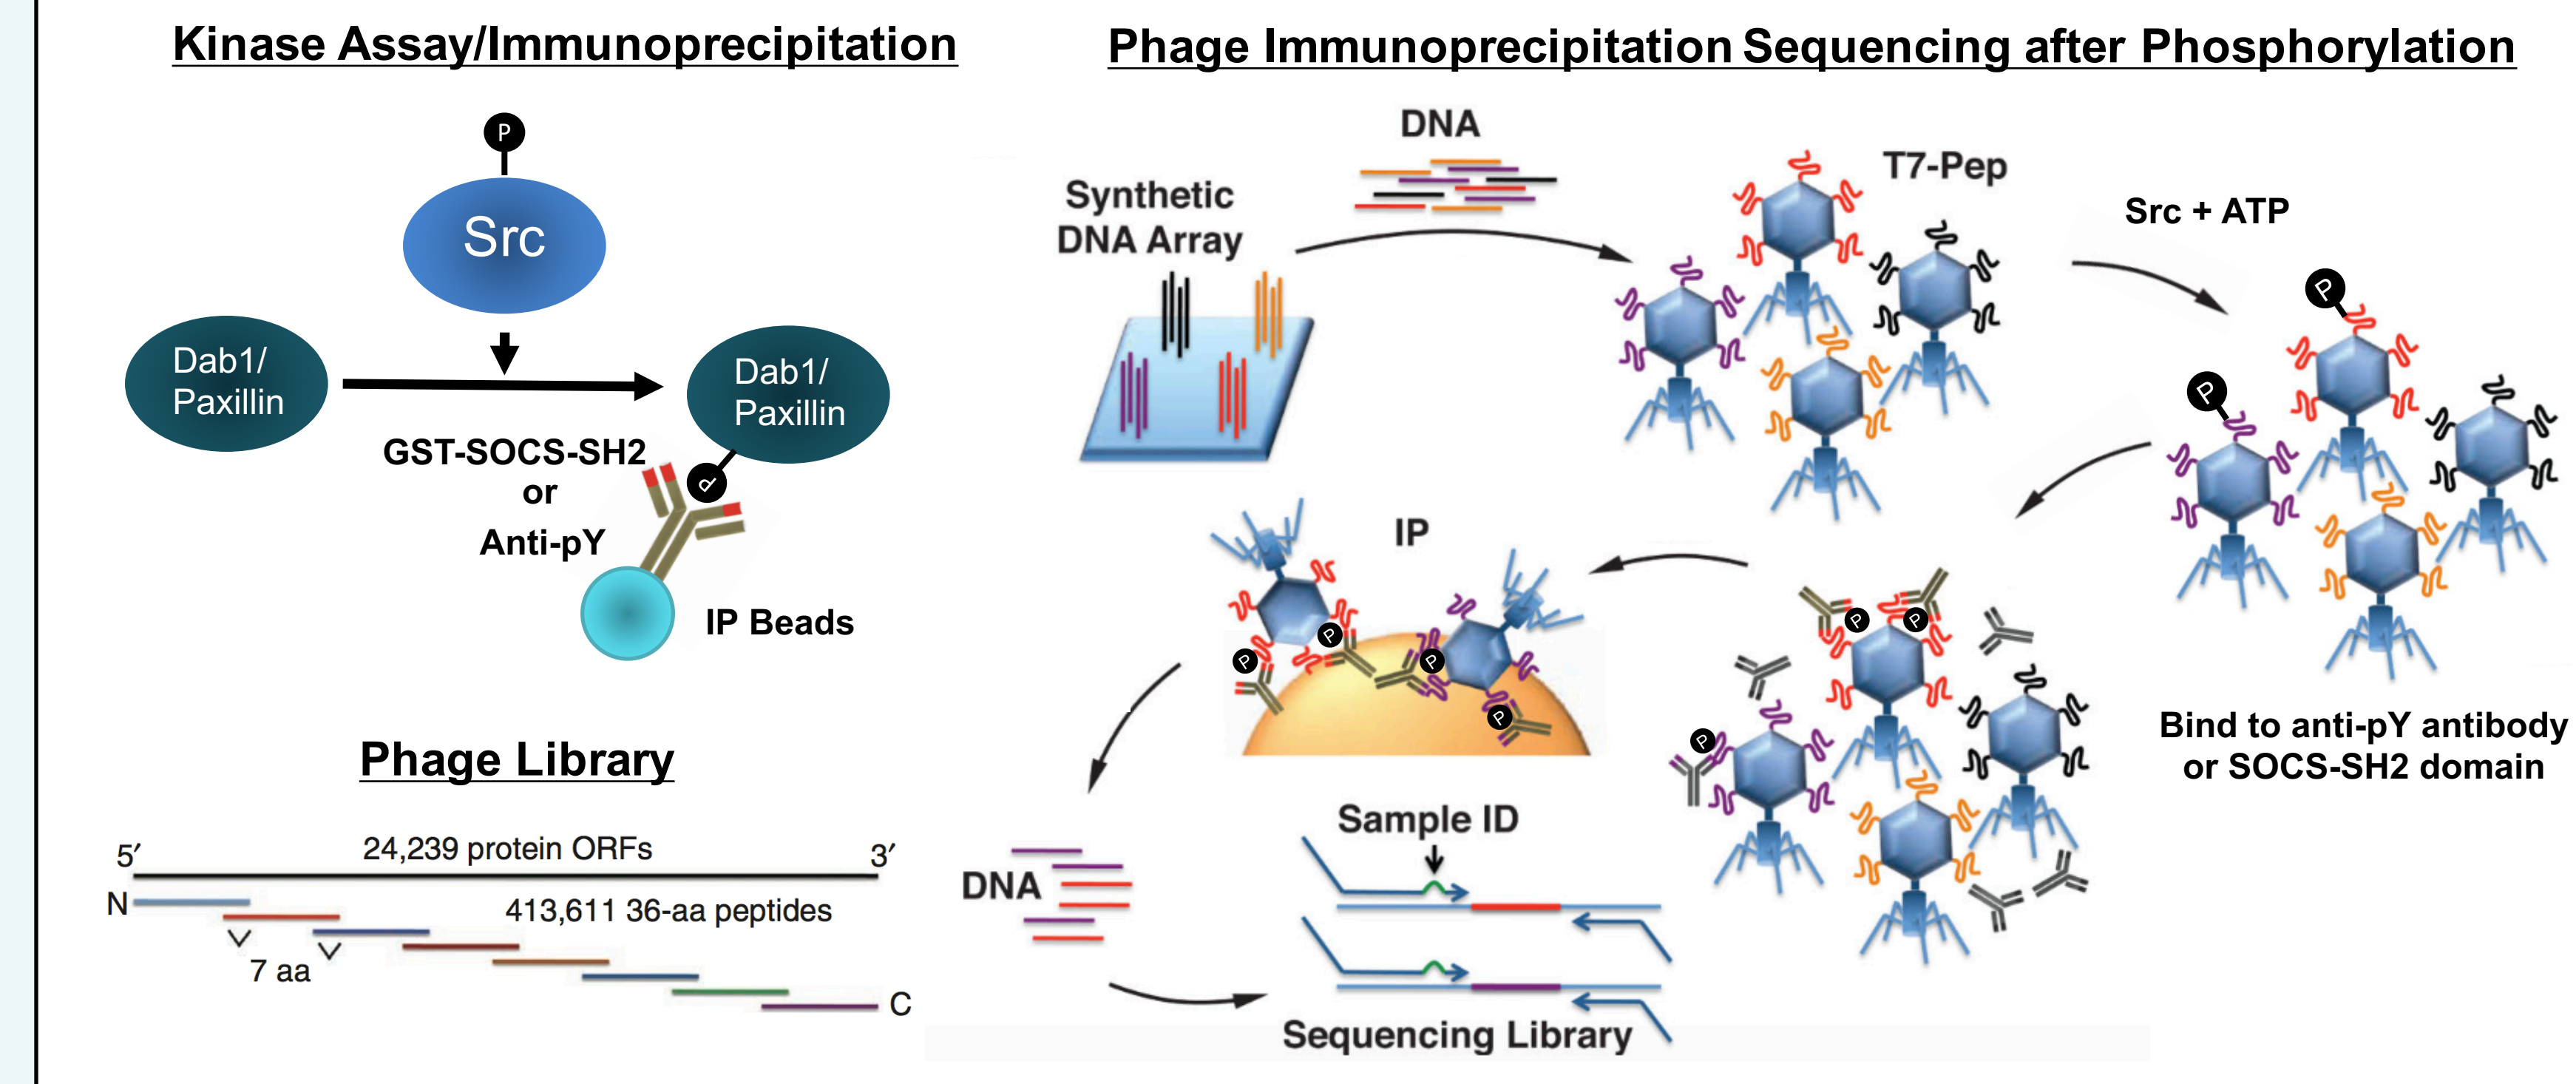 Kinase Assay/Immunoprecipitation
P
Src
Dab1/
Paxillin
Dab1/
Paxillin
GST-SOCS-SH2
or
Anti-pY
P
IP Beads
Phage Library
5′
24,239 protein ORFs
3′
N
413,611 36-aa peptides
7 aa
C
Phage Immunoprecipitation Sequencing after Phosphorylation
DNA
Synthetic
DNA Array
T7-Pep
Src + ATP
P
P
Bind to anti-pY antibody
or SOCS-SH2 domain
P
P
P
IP
P
P
P
P
DNA
Sample ID
Sequencing Library